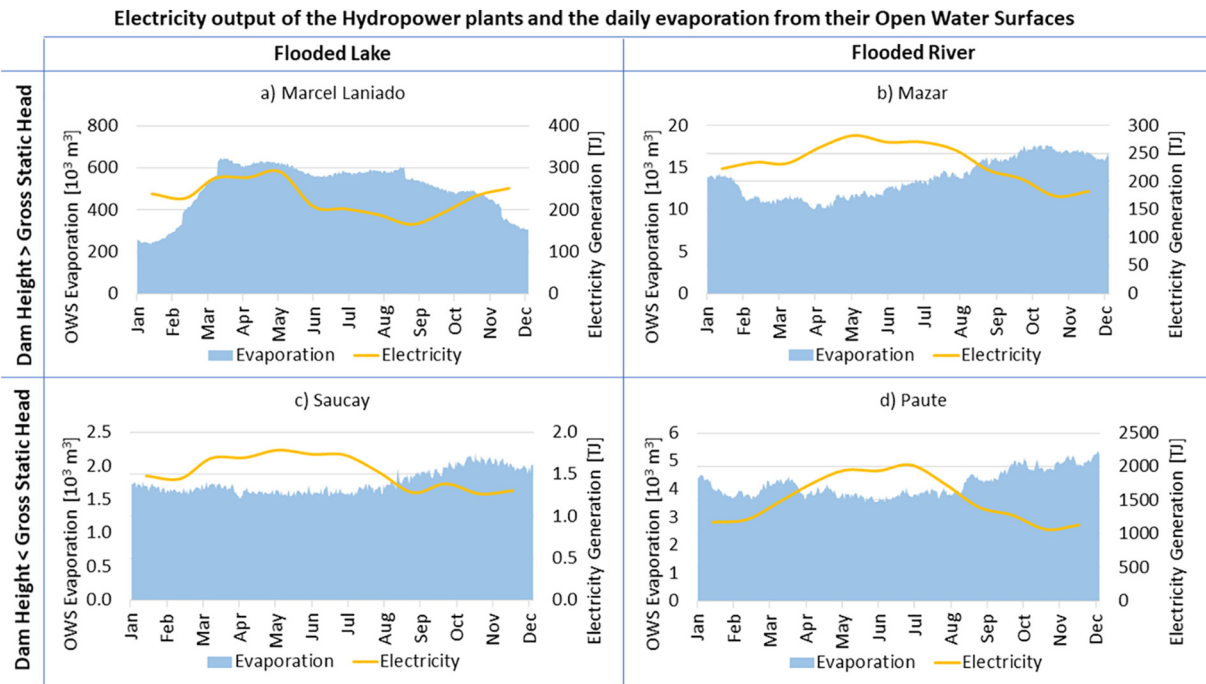 Electricity output of the Hydropower plants and the daily evaporation from their Open Water Surfaces
Flooded Lake
Flooded River
Dam Height > Gross Static Head
a) Marcel Laniado
OWS Evaporation [10³ m³]
800
600
400
200
0
Electricity Generation [TJ]
400
300
200
100
0
Jan Feb Mar Apr May Jun Jul Aug Sep Oct Nov Dec
Evaporation Electricity
b) Mazar
OWS Evaporation [10³ m³]
20
15
10
5
0
Electricity Generation [TJ]
300
250
200
150
100
50
0
Jan Feb Mar Apr May Jun Jul Aug Sep Oct Nov Dec
Evaporation Electricity
Dam Height < Gross Static Head
c) Saucay
OWS Evaporation [10³ m³]
2.5
2.0
1.5
1.0
0.5
0.0
Electricity Generation [TJ]
2.0
1.5
1.0
0.5
0.0
Jan Feb Mar Apr May Jun Jul Aug Sep Oct Nov Dec
Evaporation Electricity
d) Paute
OWS Evaporation [10³ m³]
6
5
4
3
2
1
0
Electricity Generation [TJ]
2500
2000
1500
1000
500
0
Jan Feb Mar Apr May Jun Jul Aug Sep Oct Nov Dec
Evaporation Electricity